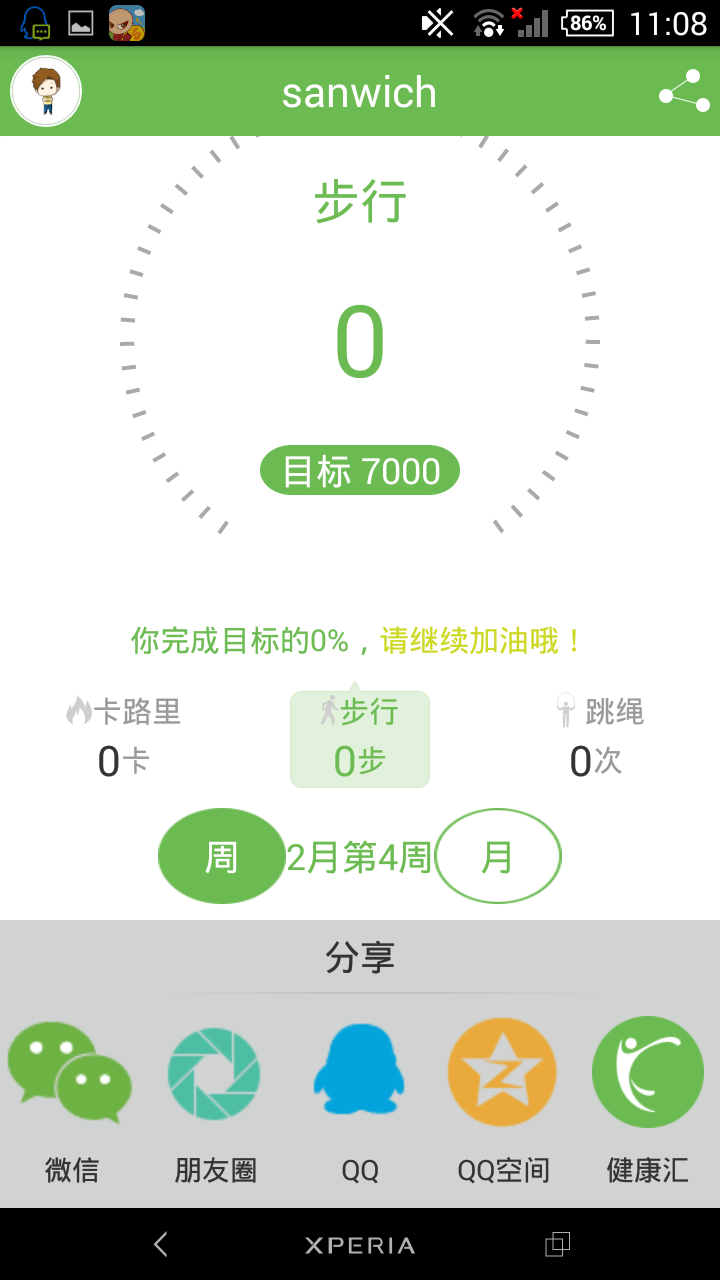 86% 11:08
sanwich
步行
0
目标 7000
你完成目标的0%，请继续加油哦！
卡路里 步行 跳绳
0卡 0步 0次
周 2月第4周 月
分享
微信 朋友圈 QQ QQ空间 健康汇
XPERIA